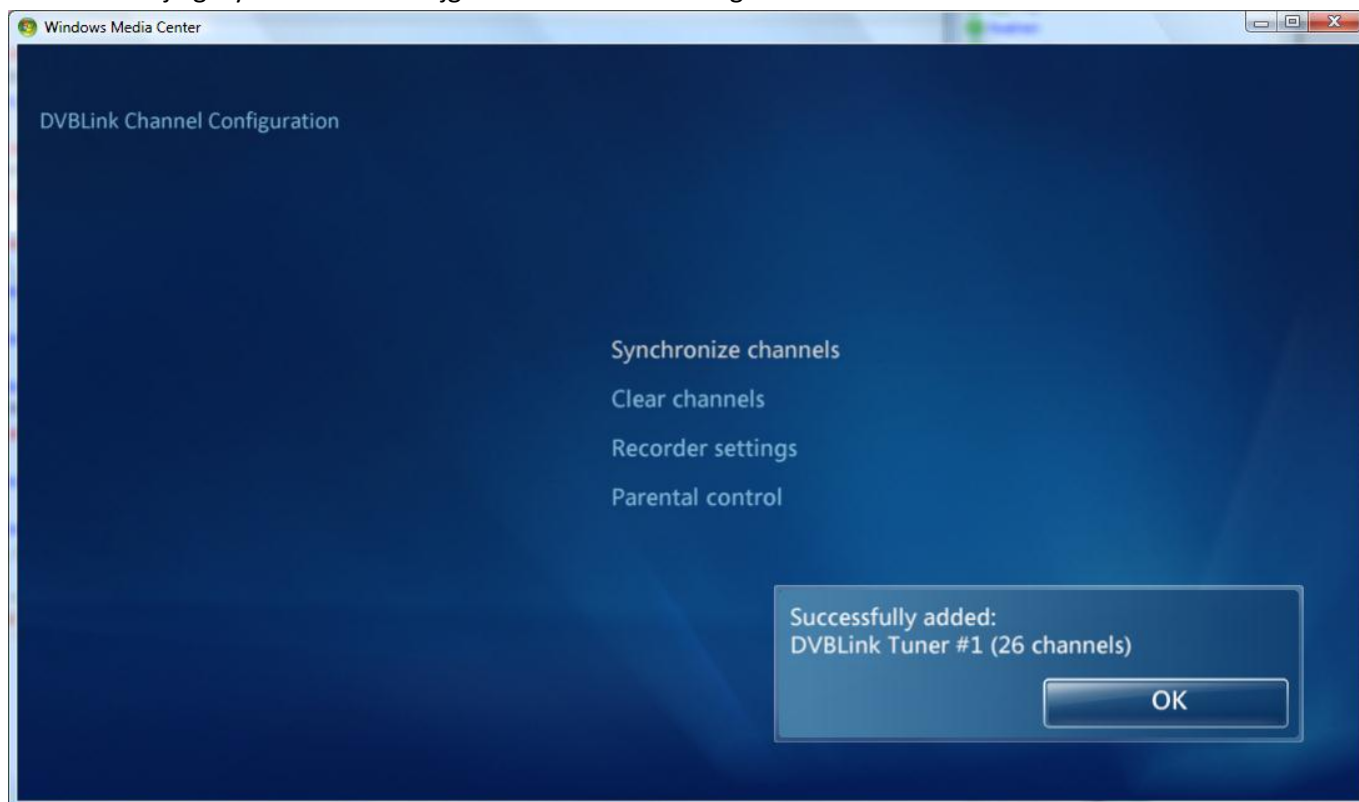 Windows Media Center
DVBLink Channel Configuration
Synchronize channels
Clear channels
Recorder settings
Parental control
Successfully added:
DVBLink Tuner #1 (26 channels)
OK